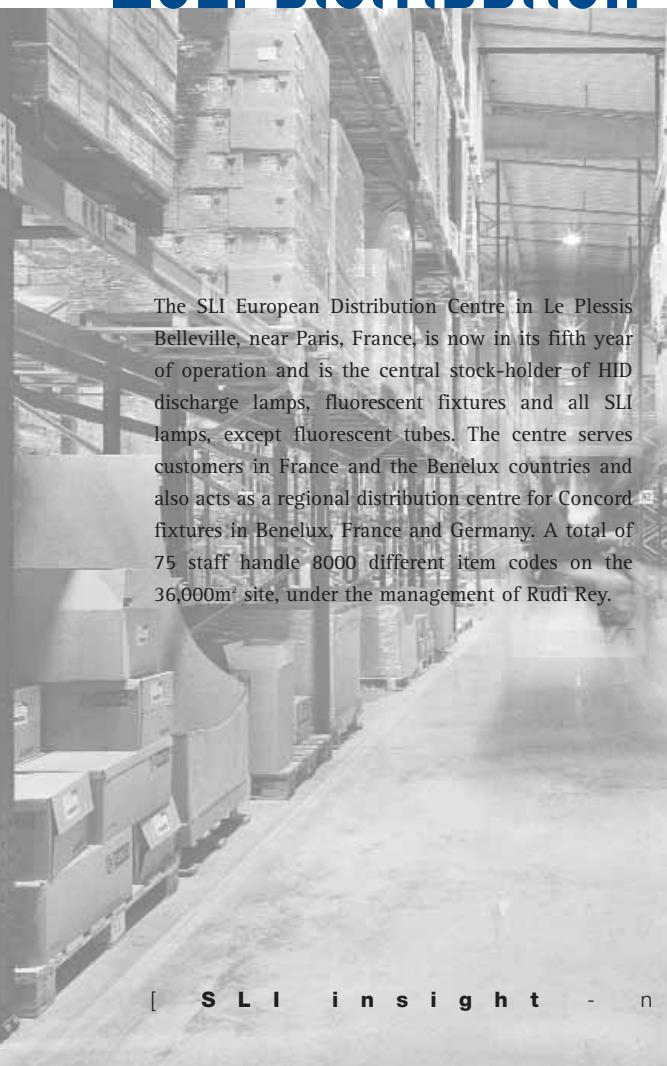 The SLI European Distribution Centre in Le Plessis
Belleville, near Paris, France, is now in its fifth year
of operation and is the central stock-holder of HID
discharge lamps, fluorescent fixtures and all SLI
lamps, except fluorescent tubes. The centre serves
customers in France and the Benelux countries and
also acts as a regional distribution centre for Concord
fixtures in Benelux, France and Germany. A total of
75 staff handle 8000 different item codes on the
36,000m² site, under the management of Rudi Rey.
[ SLI insight - n